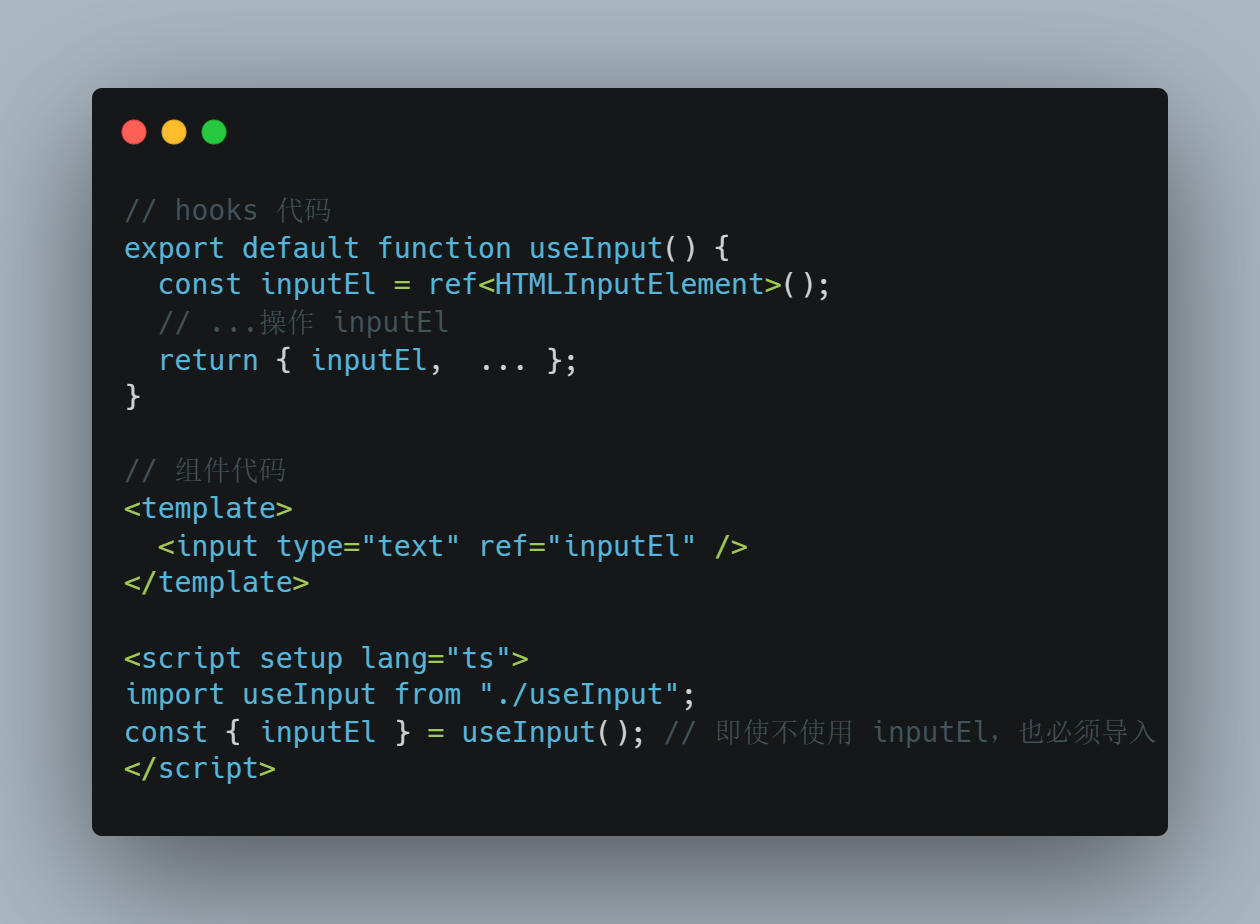 // hooks 代码
export default function useInput() {
  const inputEl = ref<HTMLInputElement>();
  // ...操作 inputEl
  return { inputEl,  ... };
}
// 组件代码
<template>
  <input type="text" ref="inputEl" />
</template>
<script setup lang="ts">
import useInput from "./useInput";
const { inputEl } = useInput(); // 即使不使用 inputEl，也必须导入
</script>